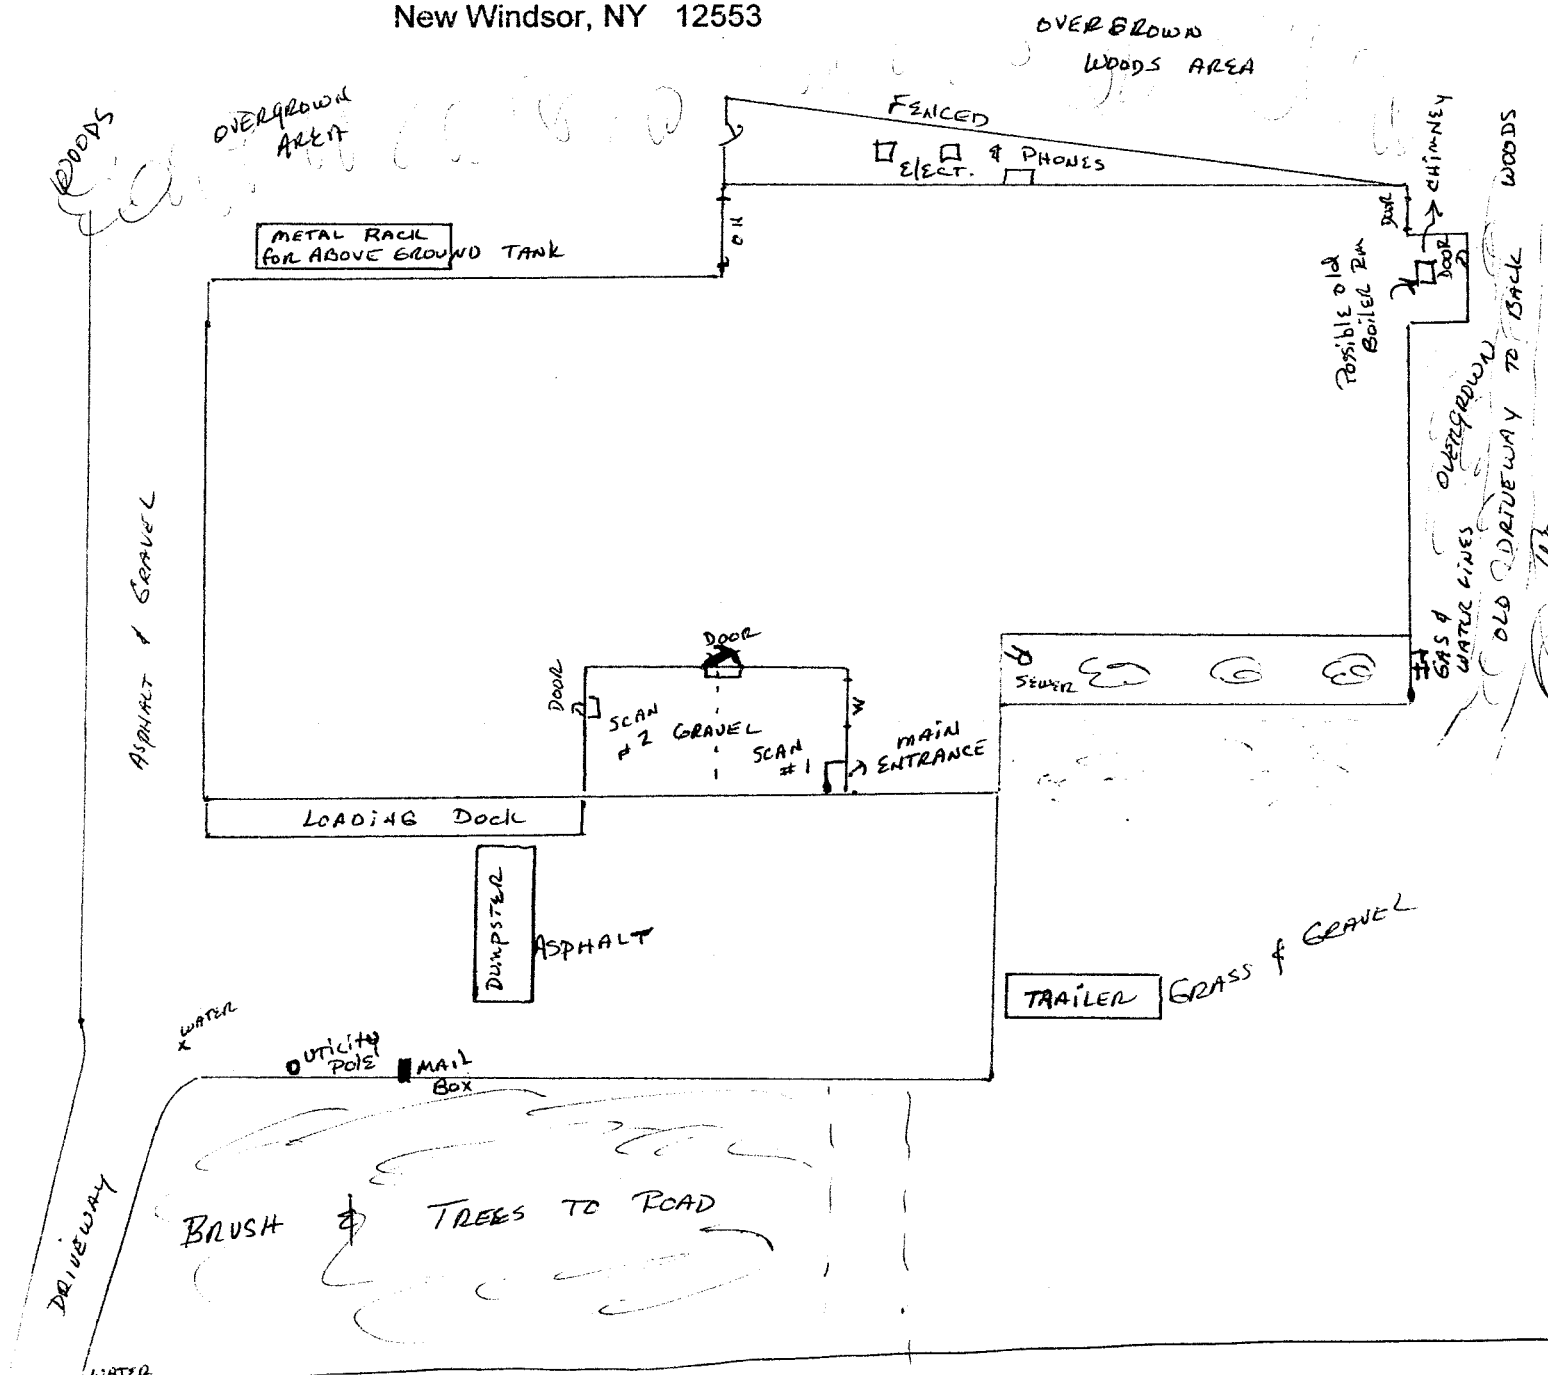 New Windsor, NY 12553
OVERGROWN
WOODS AREA
WOODS
OVERGROWN
AREA
FENCED
ELECT. & PHONES
CHIMNEY
WOODS
METAL RACK
FOR ABOVE GROUND TANK
OH
DOOR
DOOR
Possible old
Boiler Rm
OVERGROWN
OLD DRIVEWAY TO BACK
ASPHALT & GRAVEL
GAS &
WATER LINES
DOOR
DOOR
SEWER
SCAN
#2
GRAVEL
W
SCAN
#1
MAIN
ENTRANCE
LOADING Dock
DUMPSTER
ASPHALT
TRAILER
GRASS & GRAVEL
x WATER
UTILITY
POLE
MAIL
BOX
BRUSH & TREES TO ROAD
DRIVEWAY
WATER